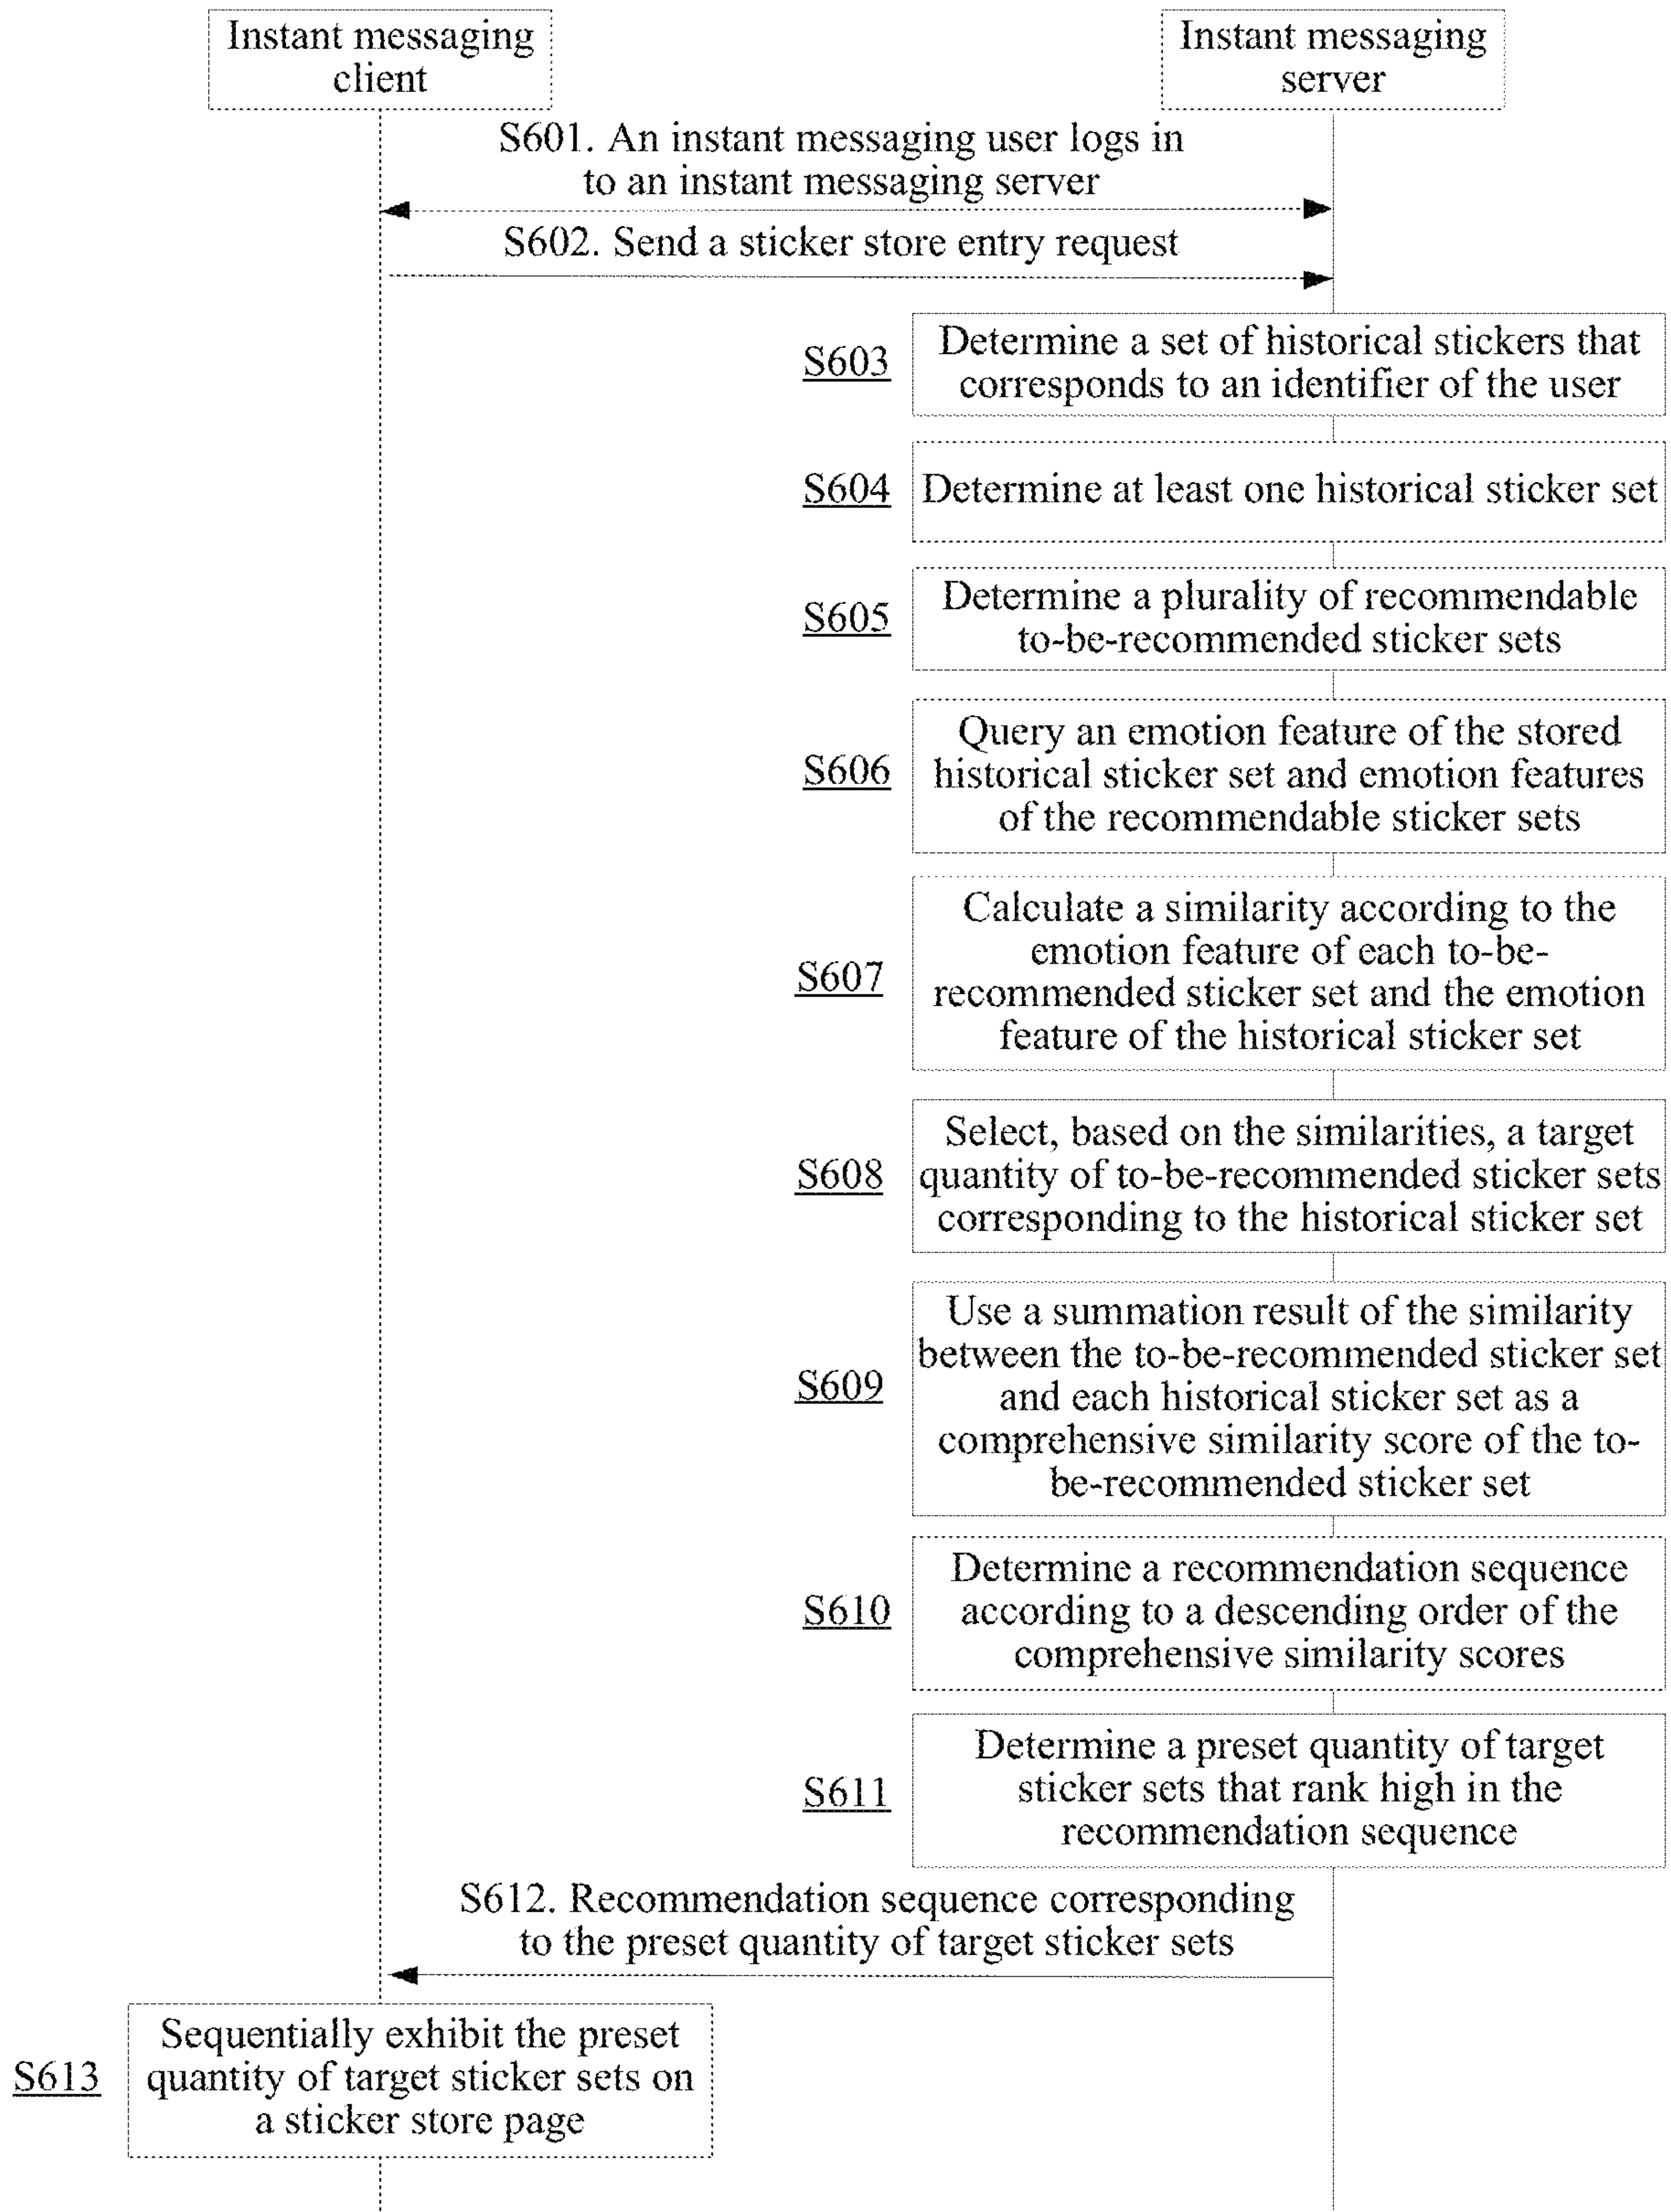 Instant messaging
client
Instant messaging
server
S601. An instant messaging user logs in
to an instant messaging server
S602. Send a sticker store entry request
S603
Determine a set of historical stickers that
corresponds to an identifier of the user
S604
Determine at least one historical sticker set
S605
Determine a plurality of recommendable
to-be-recommended sticker sets
S606
Query an emotion feature of the stored
historical sticker set and emotion features
of the recommendable sticker sets
S607
Calculate a similarity according to the
emotion feature of each to-be-
recommended sticker set and the emotion
feature of the historical sticker set
S608
Select, based on the similarities, a target
quantity of to-be-recommended sticker sets
corresponding to the historical sticker set
S609
Use a summation result of the similarity
between the to-be-recommended sticker set
and each historical sticker set as a
comprehensive similarity score of the to-
be-recommended sticker set
S610
Determine a recommendation sequence
according to a descending order of the
comprehensive similarity scores
S611
Determine a preset quantity of target
sticker sets that rank high in the
recommendation sequence
S612. Recommendation sequence corresponding
to the preset quantity of target sticker sets
S613
Sequentially exhibit the preset
quantity of target sticker sets on
a sticker store page